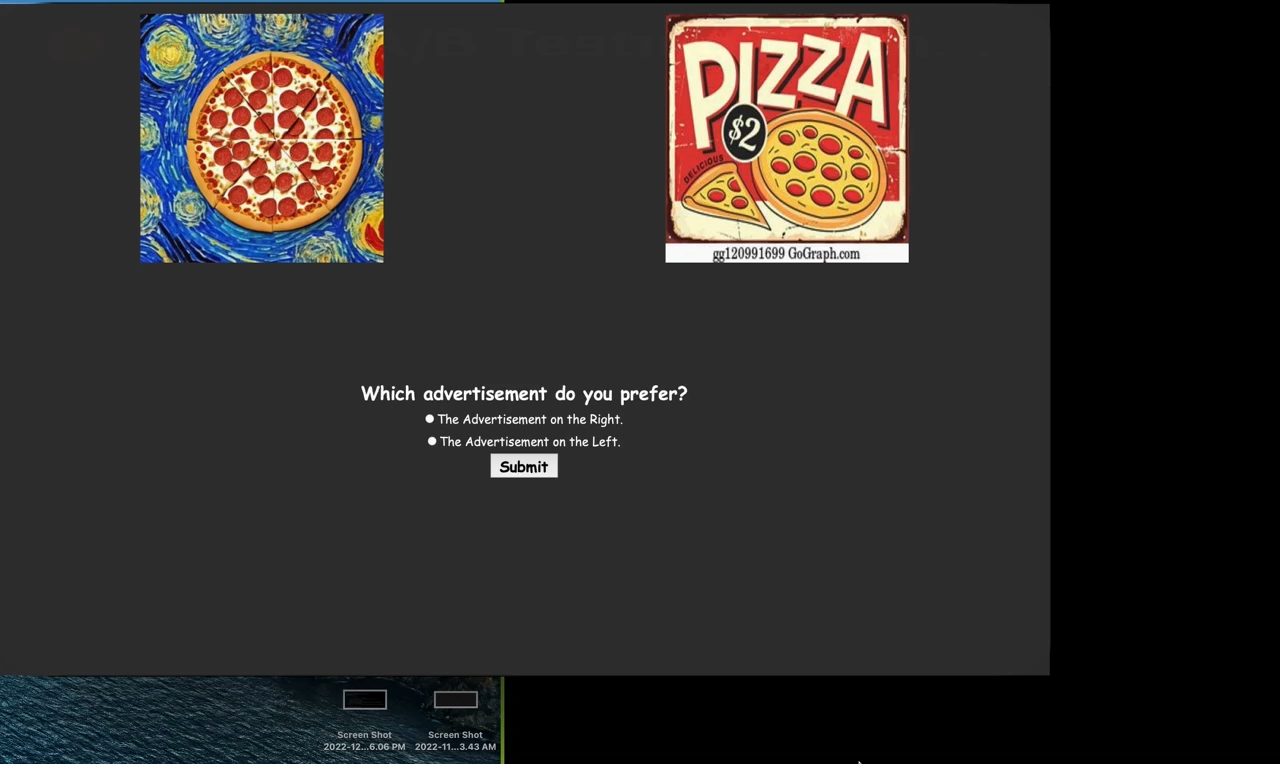 PIZZA
$2
DELICIOUS
gg120991699 GoGraph.com
Which advertisement do you prefer?
The Advertisement on the Right.
The Advertisement on the Left.
Submit
Screen Shot
2022-12...6.06 PM
Screen Shot
2022-11...3.43 AM